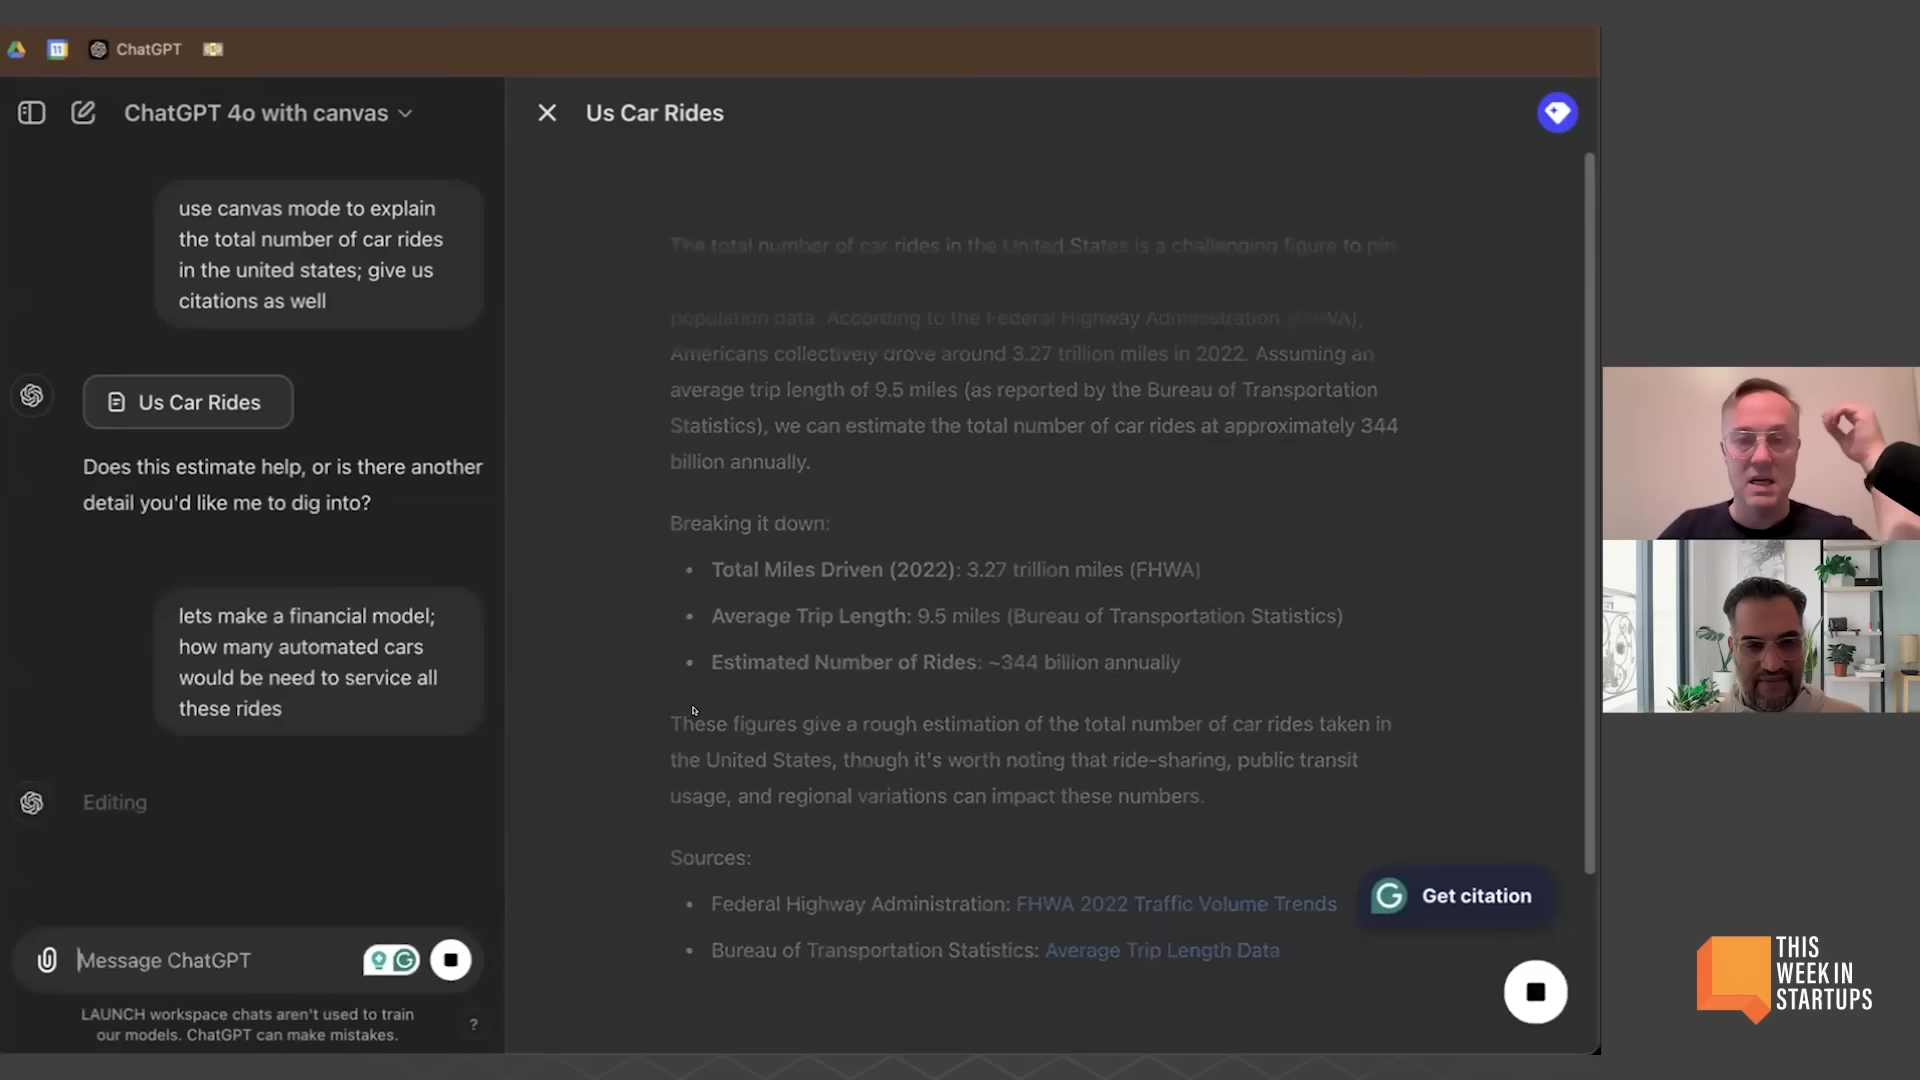 11 ChatGPT
ChatGPT 4o with canvas
use canvas mode to explain
the total number of car rides
in the united states; give us
citations as well
Us Car Rides
Does this estimate help, or is there another
detail you'd like me to dig into?
lets make a financial model;
how many automated cars
would be need to service all
these rides
Editing
Message ChatGPT
LAUNCH workspace chats aren't used to train
our models. ChatGPT can make mistakes.
?
Us Car Rides
The total number of car rides in the United States is a challenging figure to pin
population data. According to the Federal Highway Administration
Americans collectively drove around 3.27 trillion miles in 2022. Assuming an
average trip length of 9.5 miles (as reported by the Bureau of Transportation
Statistics), we can estimate the total number of car rides at approximately 344
billion annually.
Breaking it down:
• Total Miles Driven (2022): 3.27 trillion miles (FHWA)
• Average Trip Length: 9.5 miles (Bureau of Transportation Statistics)
• Estimated Number of Rides: ~344 billion annually
These figures give a rough estimation of the total number of car rides taken in
the United States, though it's worth noting that ride-sharing, public transit
usage, and regional variations can impact these numbers.
Sources:
• Federal Highway Administration: FHWA 2022 Traffic Volume Trends
• Bureau of Transportation Statistics: Average Trip Length Data
Get citation
THIS
WEEK IN
STARTUPS